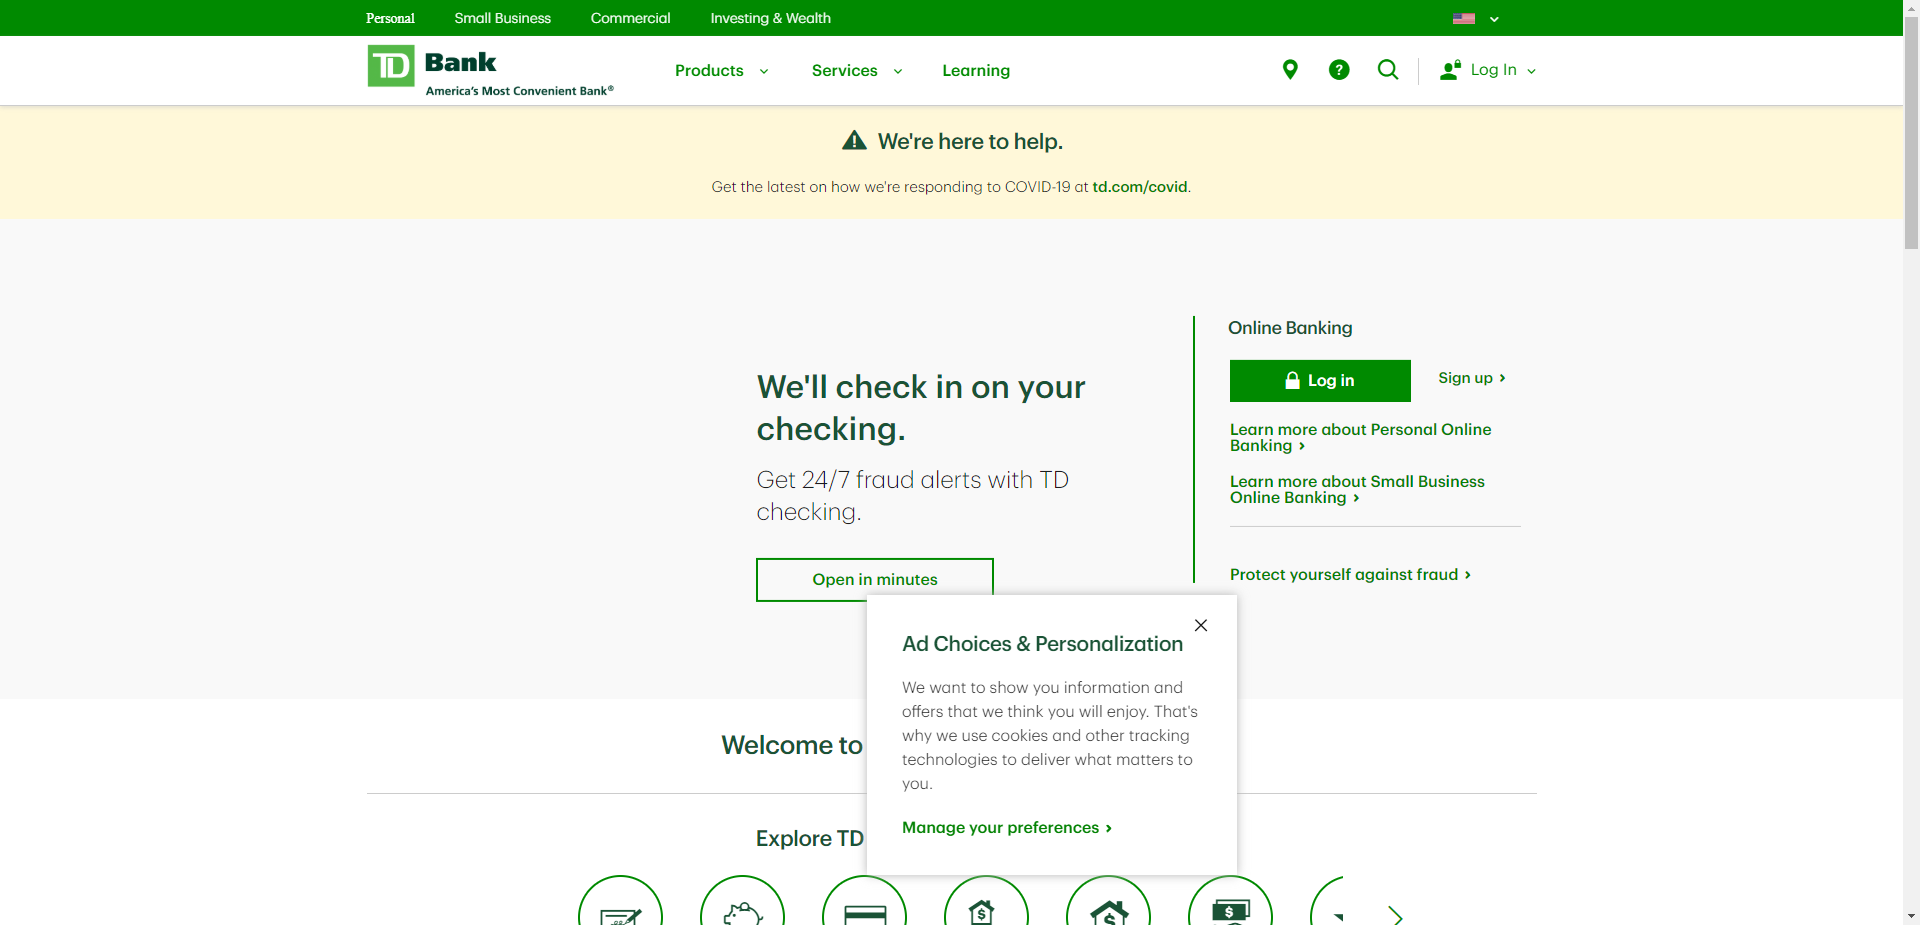 Personal Small Business Commercial Investing & Wealth
TD Bank
America's Most Convenient Bank®
Products Services Learning
? Log In
We're here to help.
Get the latest on how we're responding to COVID-19 at td.com/covid.
We'll check in on your
checking.
Get 24/7 fraud alerts with TD
checking.
Open in minutes
Online Banking
Log in Sign up ›
Learn more about Personal Online
Banking ›
Learn more about Small Business
Online Banking ›
Protect yourself against fraud ›
Ad Choices & Personalization
We want to show you information and
offers that we think you will enjoy. That's
why we use cookies and other tracking
technologies to deliver what matters to
you.
Manage your preferences ›
Welcome to
Explore TD
$ $ $